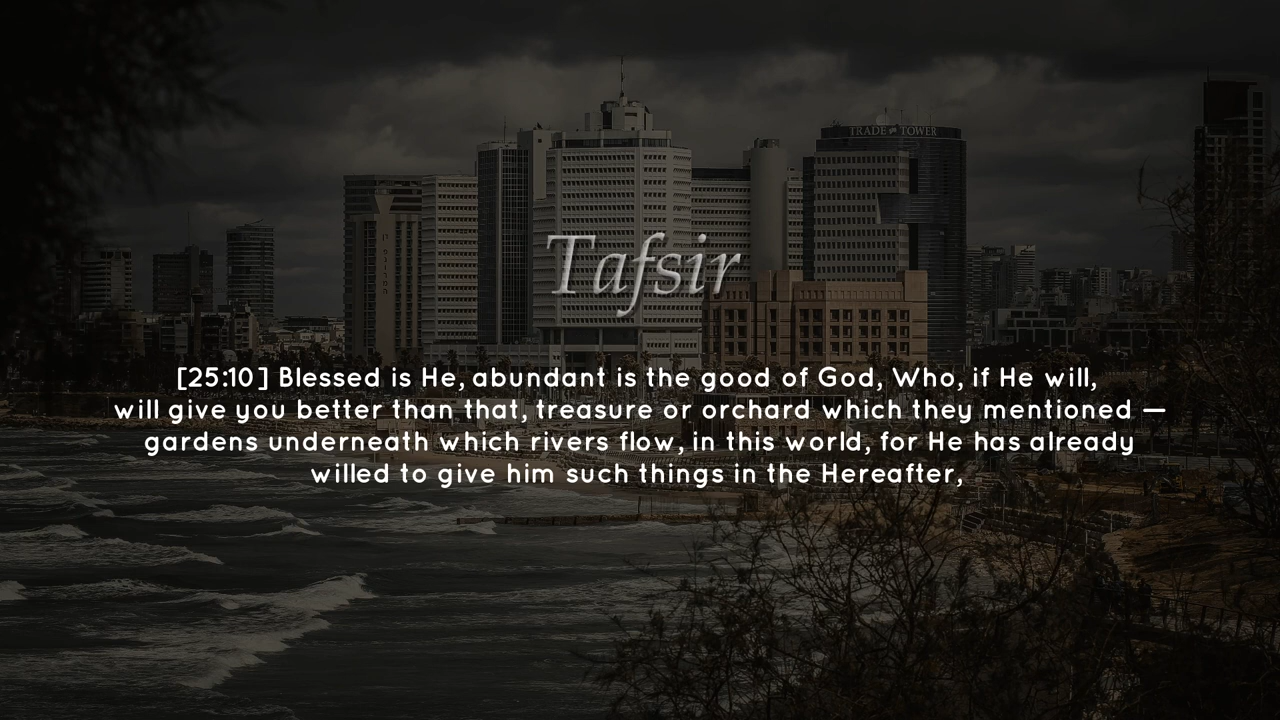 TRADE TOWER
Tafsir
[25:10] Blessed is He, abundant is the good of God, Who, if He will,
will give you better than that, treasure or orchard which they mentioned —
gardens underneath which rivers flow, in this world, for He has already
willed to give him such things in the Hereafter,